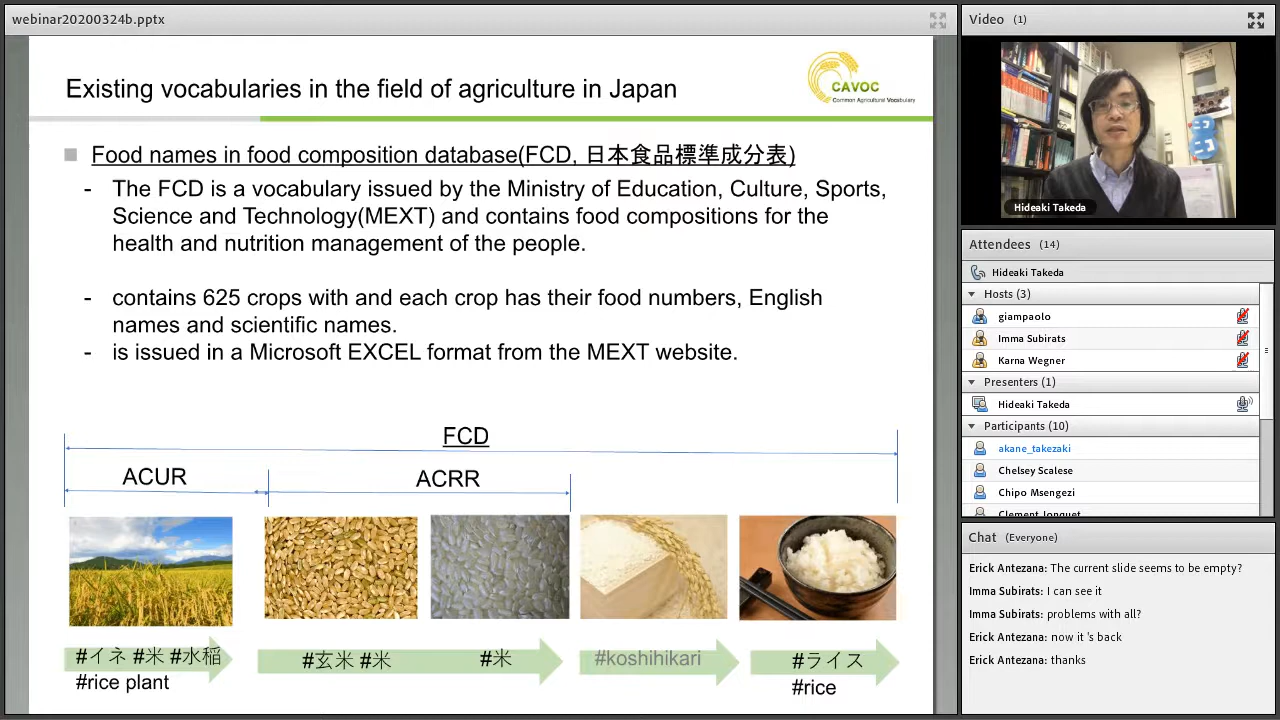 webinar20200324b.pptx
Existing vocabularies in the field of agriculture in Japan
CAVOC
Common Agricultural Vocabulary
Food names in food composition database(FCD, 日本食品標準成分表)
- The FCD is a vocabulary issued by the Ministry of Education, Culture, Sports,
Science and Technology(MEXT) and contains food compositions for the
health and nutrition management of the people.
- contains 625 crops with and each crop has their food numbers, English
names and scientific names.
- is issued in a Microsoft EXCEL format from the MEXT website.
FCD
ACUR
ACRR
#イネ #米 #水稲
#rice plant
#玄米 #米
#米
#koshihikari
#ライス
#rice
Video (1)
Hideaki Takeda
Attendees (14)
Hideaki Takeda
Hosts (3)
giampaolo
Imma Subirats
Karna Wegner
Presenters (1)
Hideaki Takeda
Participants (10)
akane_takezaki
Chelsey Scalese
Chipo Msengezi
Clement Jonquet
Chat (Everyone)
Erick Antezana: The current slide seems to be empty?
Imma Subirats: I can see it
Imma Subirats: problems with all?
Erick Antezana: now it 's back
Erick Antezana: thanks